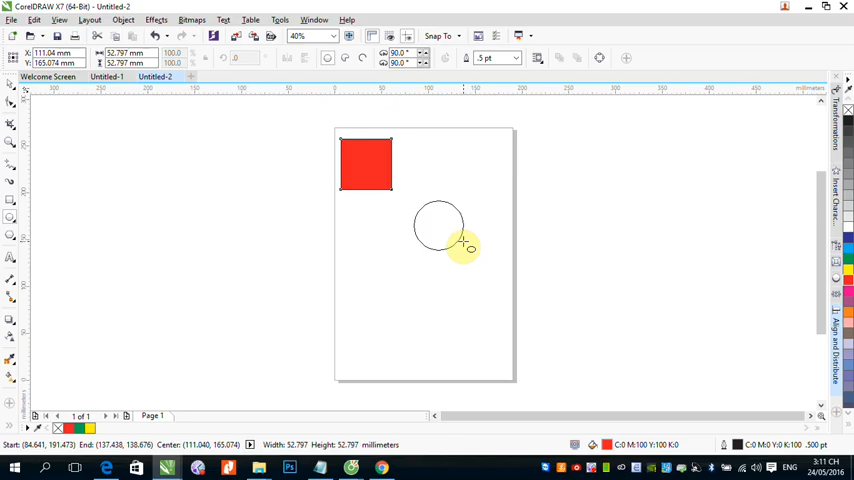 CorelDRAW X7 (64-Bit) - Untitled-2
File Edit View Layout Object Effects Bitmaps Text Table Tools Window Help
40% Snap To
X: 111.04 mm 52.797 mm 100.0 .0 90.0 ° .5 pt
Y: 165.074 mm 52.797 mm 100.0 90.0 °
Welcome Screen Untitled-1 Untitled-2
300 250 200 150 100 50 0 50 100 150 200 250 300 350 400 millimeters
Transformations
Insert Charac...
Align and Distribute
1 of 1 Page 1
Start: (84.641, 191.473) End: (137.438, 138.676) Center: (111.040, 165.074) Width: 52.797 Height: 52.797 millimeters C:0 M:100 Y:100 K:0 C:0 M:0 Y:0 K:100 .500 pt
ENG 3:11 CH
24/05/2016